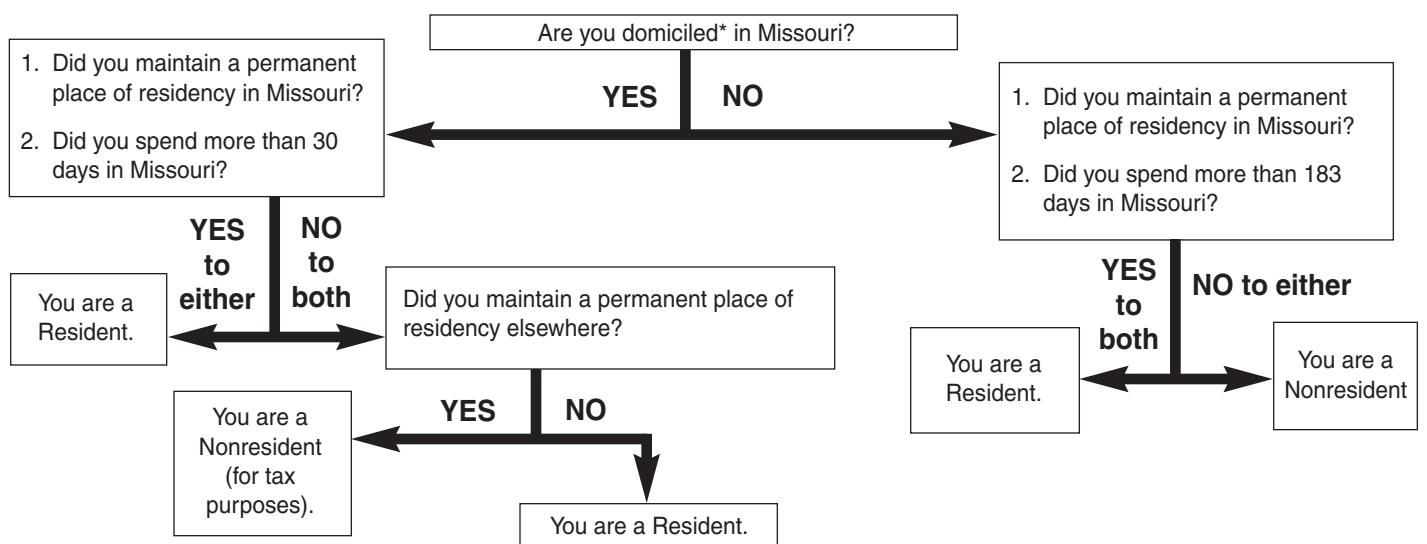 Are you domiciled* in Missouri?
YES
NO
1. Did you maintain a permanent
place of residency in Missouri?
2. Did you spend more than 30
days in Missouri?
1. Did you maintain a permanent
place of residency in Missouri?
2. Did you spend more than 183
days in Missouri?
YES
to
either
NO
to
both
You are a
Resident.
Did you maintain a permanent place of
residency elsewhere?
YES
to
both
NO to either
You are a
Resident.
You are a
Nonresident
YES
NO
You are a
Nonresident
(for tax
purposes).
You are a Resident.